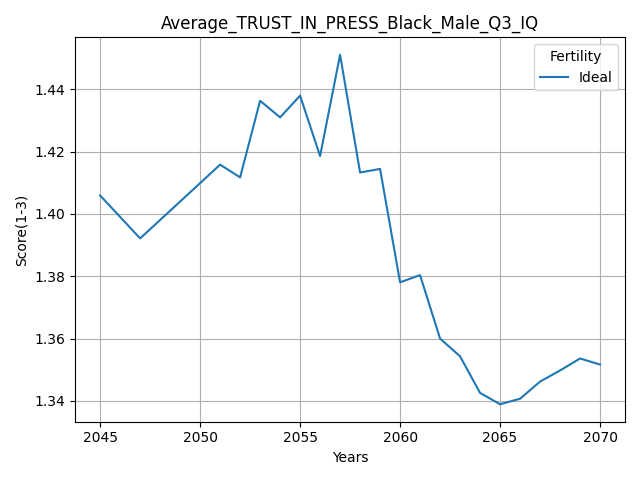 Average_TRUST_IN_PRESS_Black_Male_Q3_IQ
Fertility
Ideal
Score(1-3)
1.44
1.42
1.40
1.38
1.36
1.34
2045 2050 2055 2060 2065 2070
Years